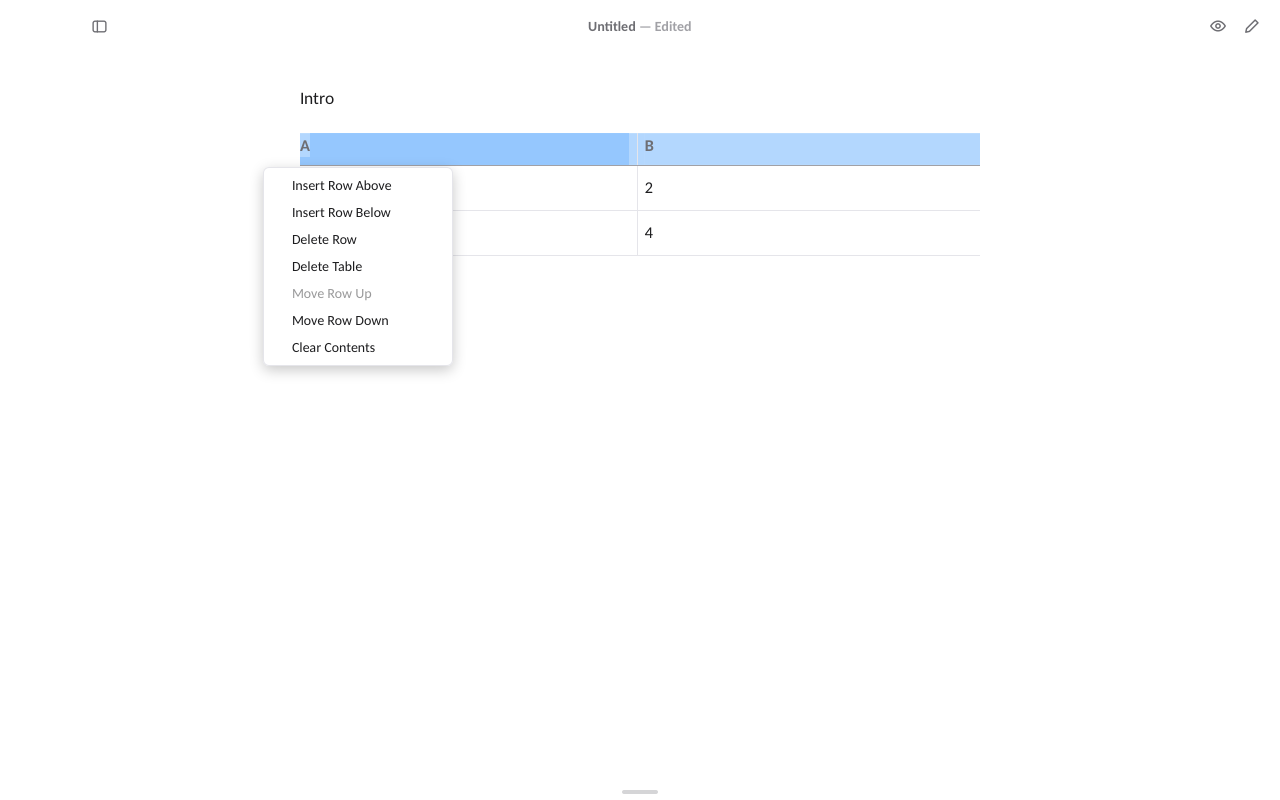 Untitled — Edited
Intro
A B
2
4
Insert Row Above
Insert Row Below
Delete Row
Delete Table
Move Row Up
Move Row Down
Clear Contents